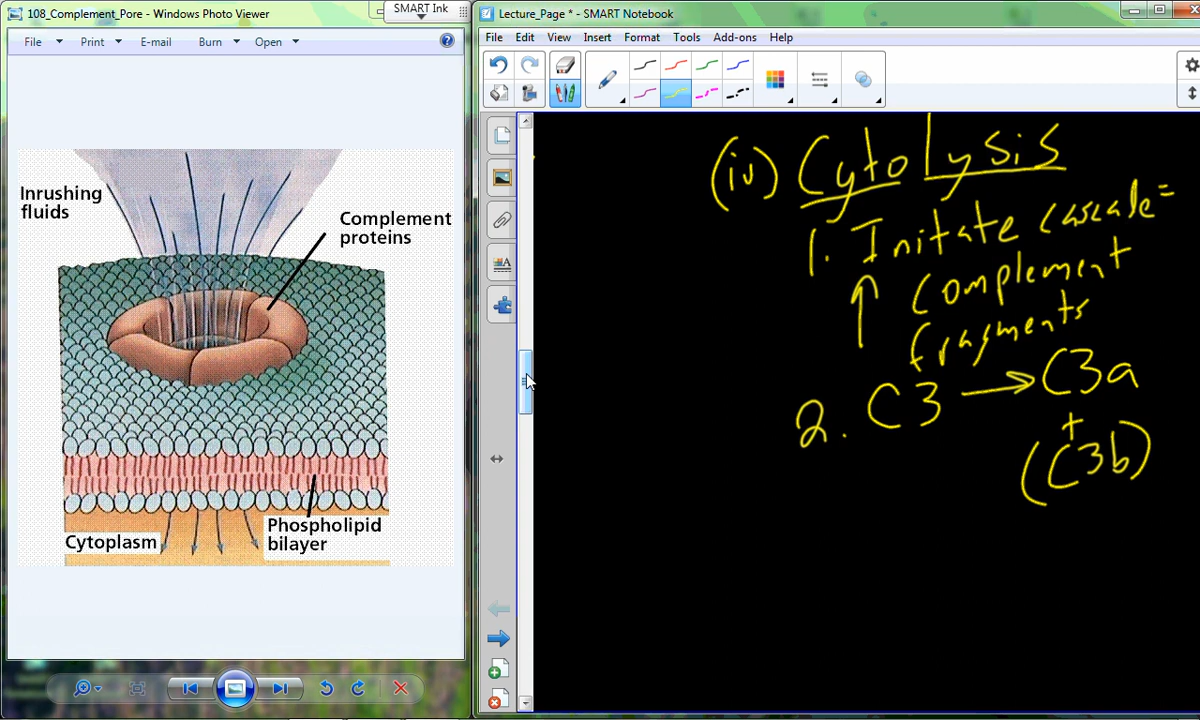 108_Complement_Pore - Windows Photo Viewer
SMART Ink
File Print E-mail Burn Open
Inrushing
fluids
Complement
proteins
Cytoplasm
Phospholipid
bilayer
Lecture_Page * - SMART Notebook
File Edit View Insert Format Tools Add-ons Help
(iv) Cytolysis
1. Initate cascade =
↑ Complement
fragments
2. C3 → C3a
+
(C3b)